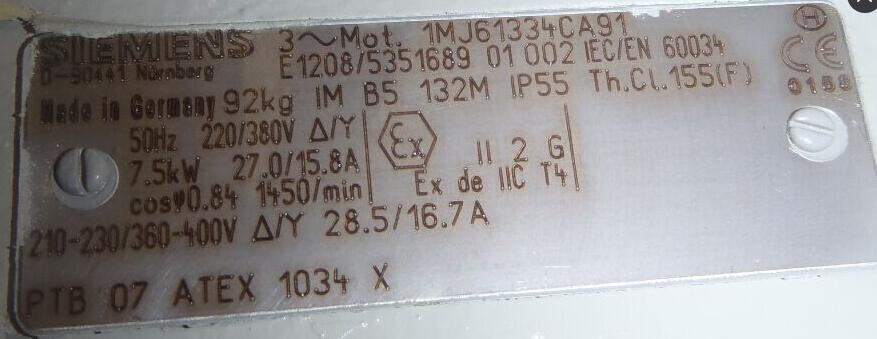 SIEMENS 3~Mot. 1MJ61334CA91 H
D-90441 Nürnberg E1208/5351689 01 002 IEC/EN 60034 CE
Made in Germany 92kg IM B5 132M IP55 Th.Cl.155(F) 0158
50Hz 220/380V Δ/Y Ex II 2 G
7.5kW 27.0/15.8A Ex de IIC T4
cosφ0.84 1450/min
210-230/360-400V Δ/Y 28.5/16.7A
PTB 07 ATEX 1034 X